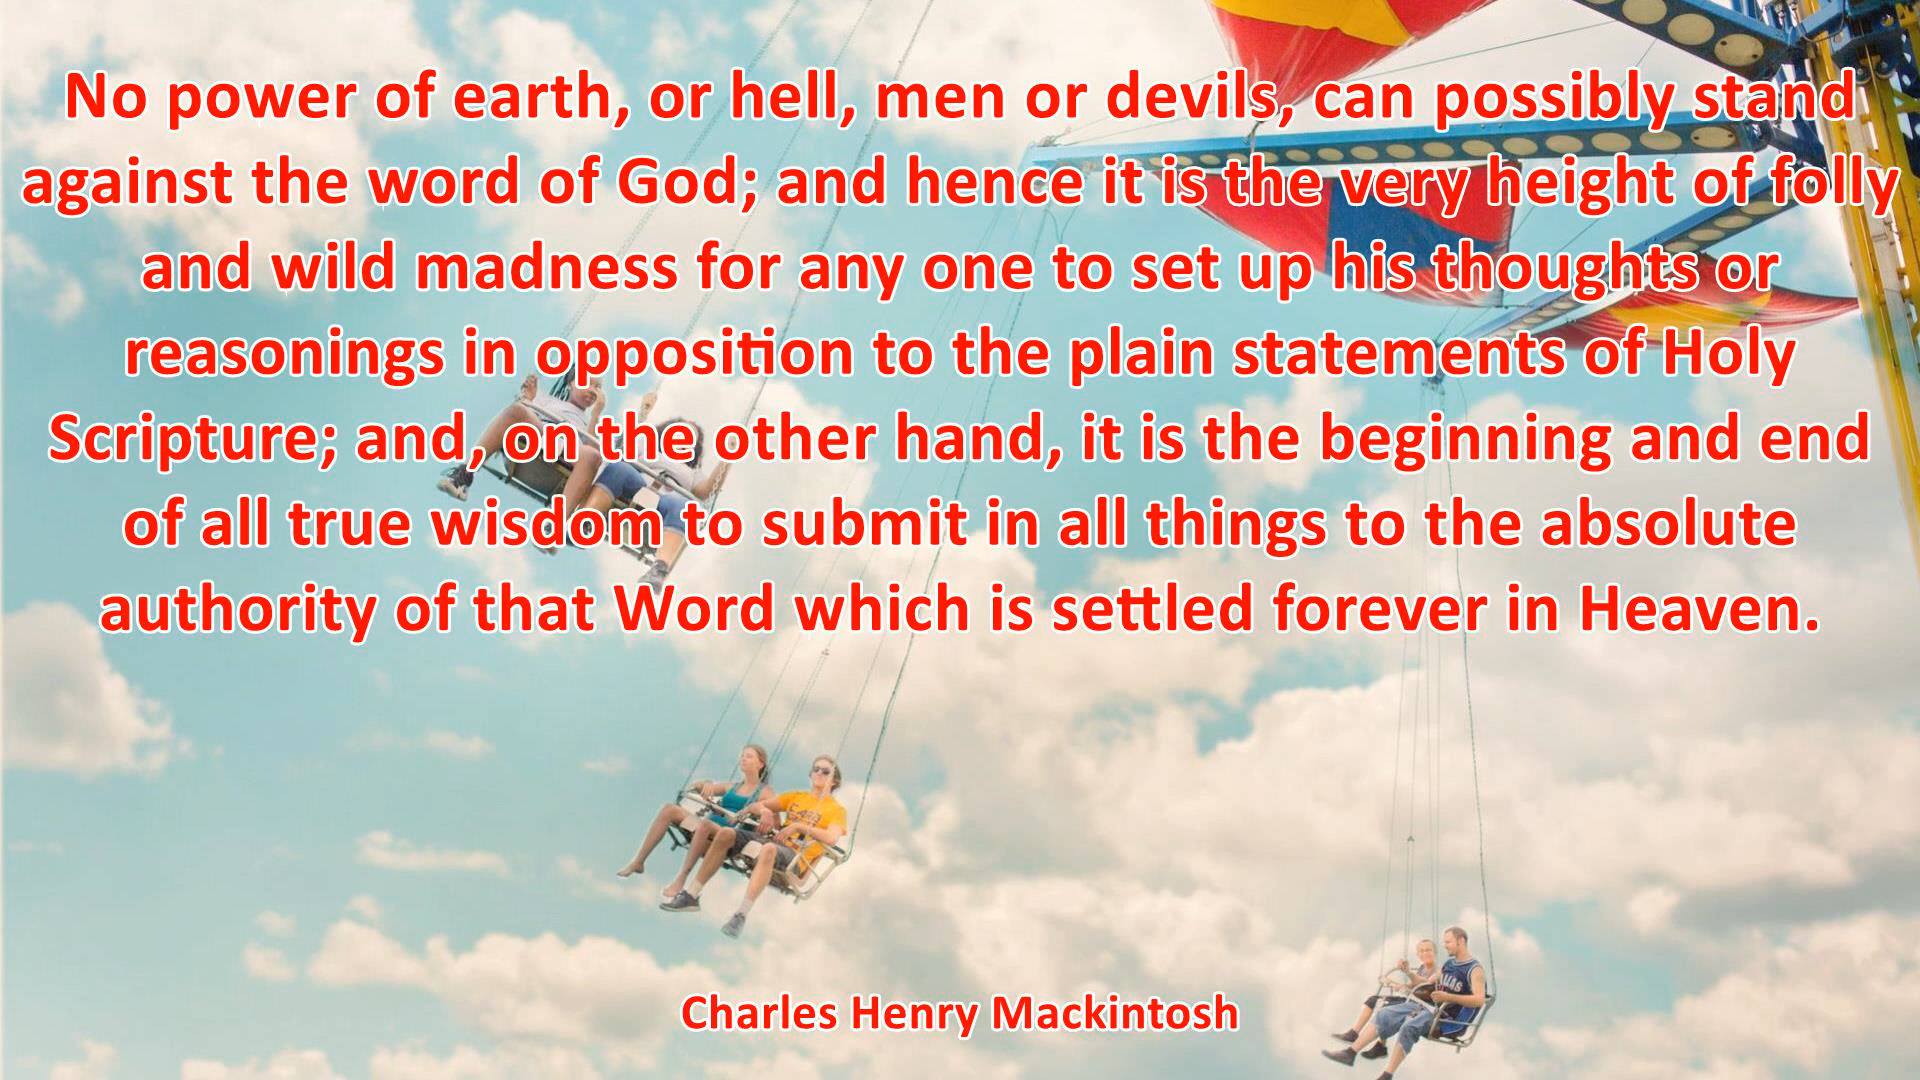 No power of earth, or hell, men or devils, can possibly stand
against the word of God; and hence it is the very height of folly
and wild madness for any one to set up his thoughts or
reasonings in opposition to the plain statements of Holy
Scripture; and, on the other hand, it is the beginning and end
of all true wisdom to submit in all things to the absolute
authority of that Word which is settled forever in Heaven.
Charles Henry Mackintosh